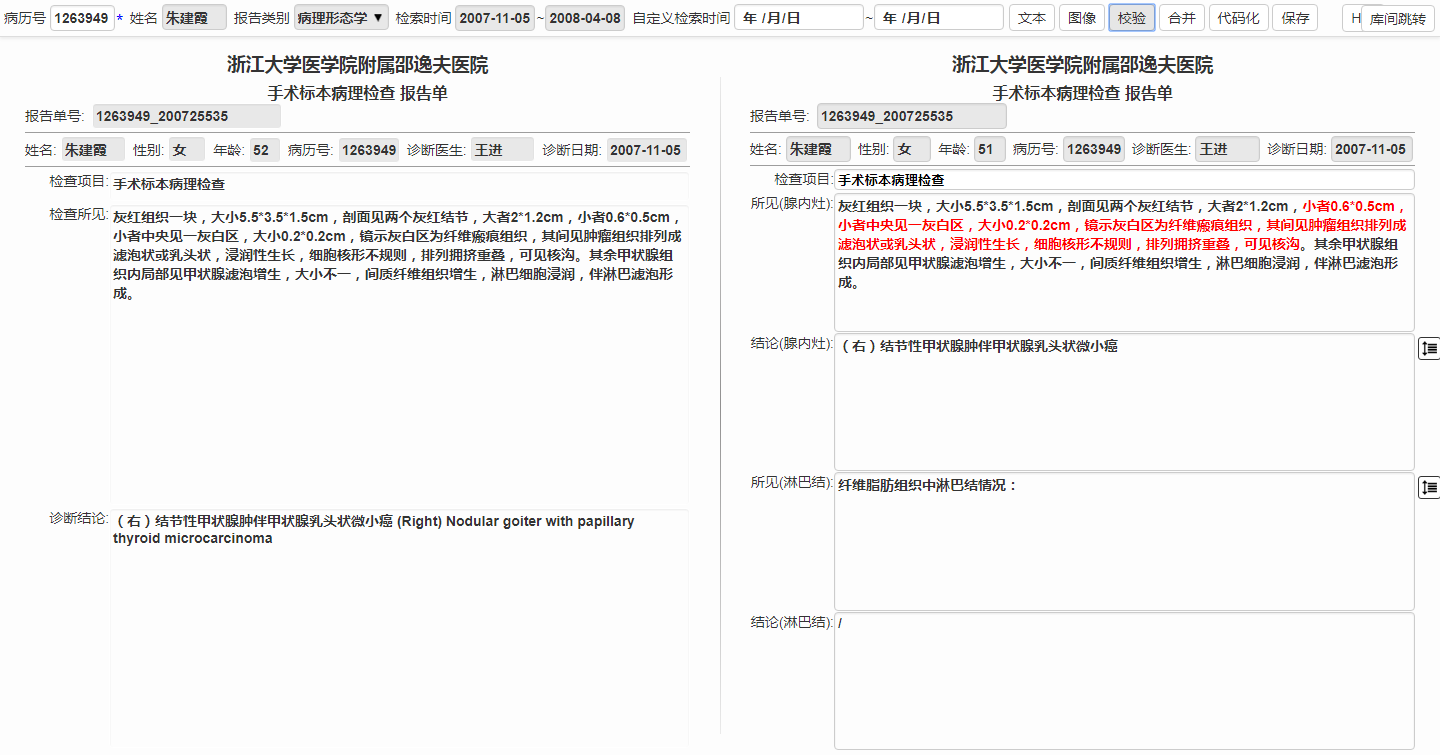 病历号 1263949 * 姓名 朱建霞 报告类别 病理形态学 ▼ 检索时间 2007-11-05 ~ 2008-04-08 自定义检索时间 年 /月/日 ~ 年 /月/日 文本 图像 校验 合并 代码化 保存 H 库间跳转
浙江大学医学院附属邵逸夫医院
手术标本病理检查 报告单
报告单号: 1263949_200725535
姓名: 朱建霞 性别: 女 年龄: 52 病历号: 1263949 诊断医生: 王进 诊断日期: 2007-11-05
检查项目: 手术标本病理检查
检查所见: 灰红组织一块，大小5.5*3.5*1.5cm，剖面见两个灰红结节，大者2*1.2cm，小者0.6*0.5cm，
小者中央见一灰白区，大小0.2*0.2cm，镜示灰白区为纤维瘢痕组织，其间见肿瘤组织排列成
滤泡状或乳头状，浸润性生长，细胞核形不规则，排列拥挤重叠，可见核沟。其余甲状腺组
织内局部见甲状腺滤泡增生，大小不一，间质纤维组织增生，淋巴细胞浸润，伴淋巴滤泡形
成。
诊断结论: （右）结节性甲状腺肿伴甲状腺乳头状微小癌 (Right) Nodular goiter with papillary
thyroid microcarcinoma
浙江大学医学院附属邵逸夫医院
手术标本病理检查 报告单
报告单号: 1263949_200725535
姓名: 朱建霞 性别: 女 年龄: 51 病历号: 1263949 诊断医生: 王进 诊断日期: 2007-11-05
检查项目: 手术标本病理检查
所见(腺内灶): 灰红组织一块，大小5.5*3.5*1.5cm，剖面见两个灰红结节，大者2*1.2cm，小者0.6*0.5cm，
小者中央见一灰白区，大小0.2*0.2cm，镜示灰白区为纤维瘢痕组织，其间见肿瘤组织排列成
滤泡状或乳头状，浸润性生长，细胞核形不规则，排列拥挤重叠，可见核沟。其余甲状腺组
织内局部见甲状腺滤泡增生，大小不一，间质纤维组织增生，淋巴细胞浸润，伴淋巴滤泡形
成。
结论(腺内灶): （右）结节性甲状腺肿伴甲状腺乳头状微小癌
所见(淋巴结): 纤维脂肪组织中淋巴结情况：
结论(淋巴结): /